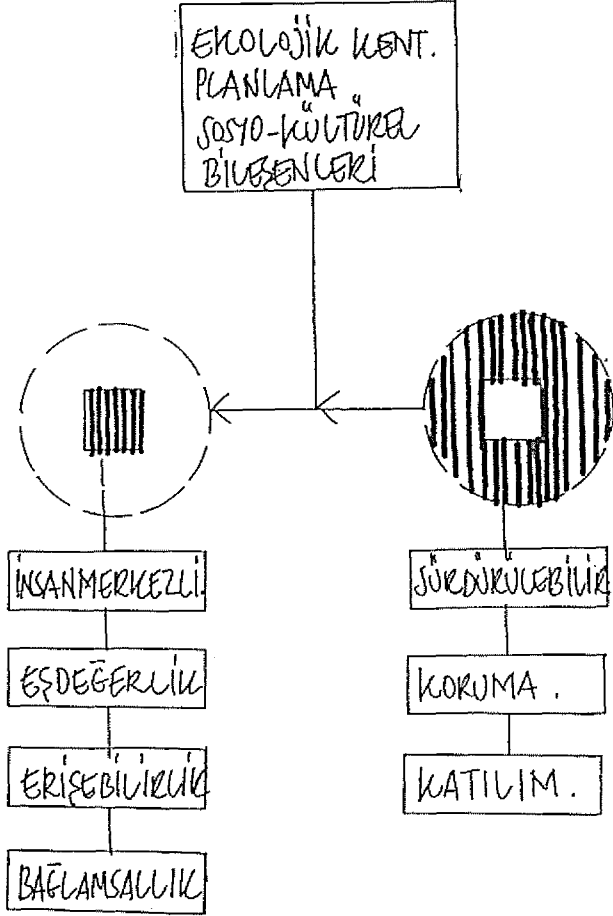 EKOLOJİK KENT.
PLANLAMA
SOSYO-KÜLTÜREL
BİLEŞENLERİ
İNSANMERKEZLİ.
EŞDEĞERLİK
ERİŞEBİLİRLİK
BAĞLAMSALLIK
SÜRDÜRÜLEBİLİR
KORUMA .
KATILIM .